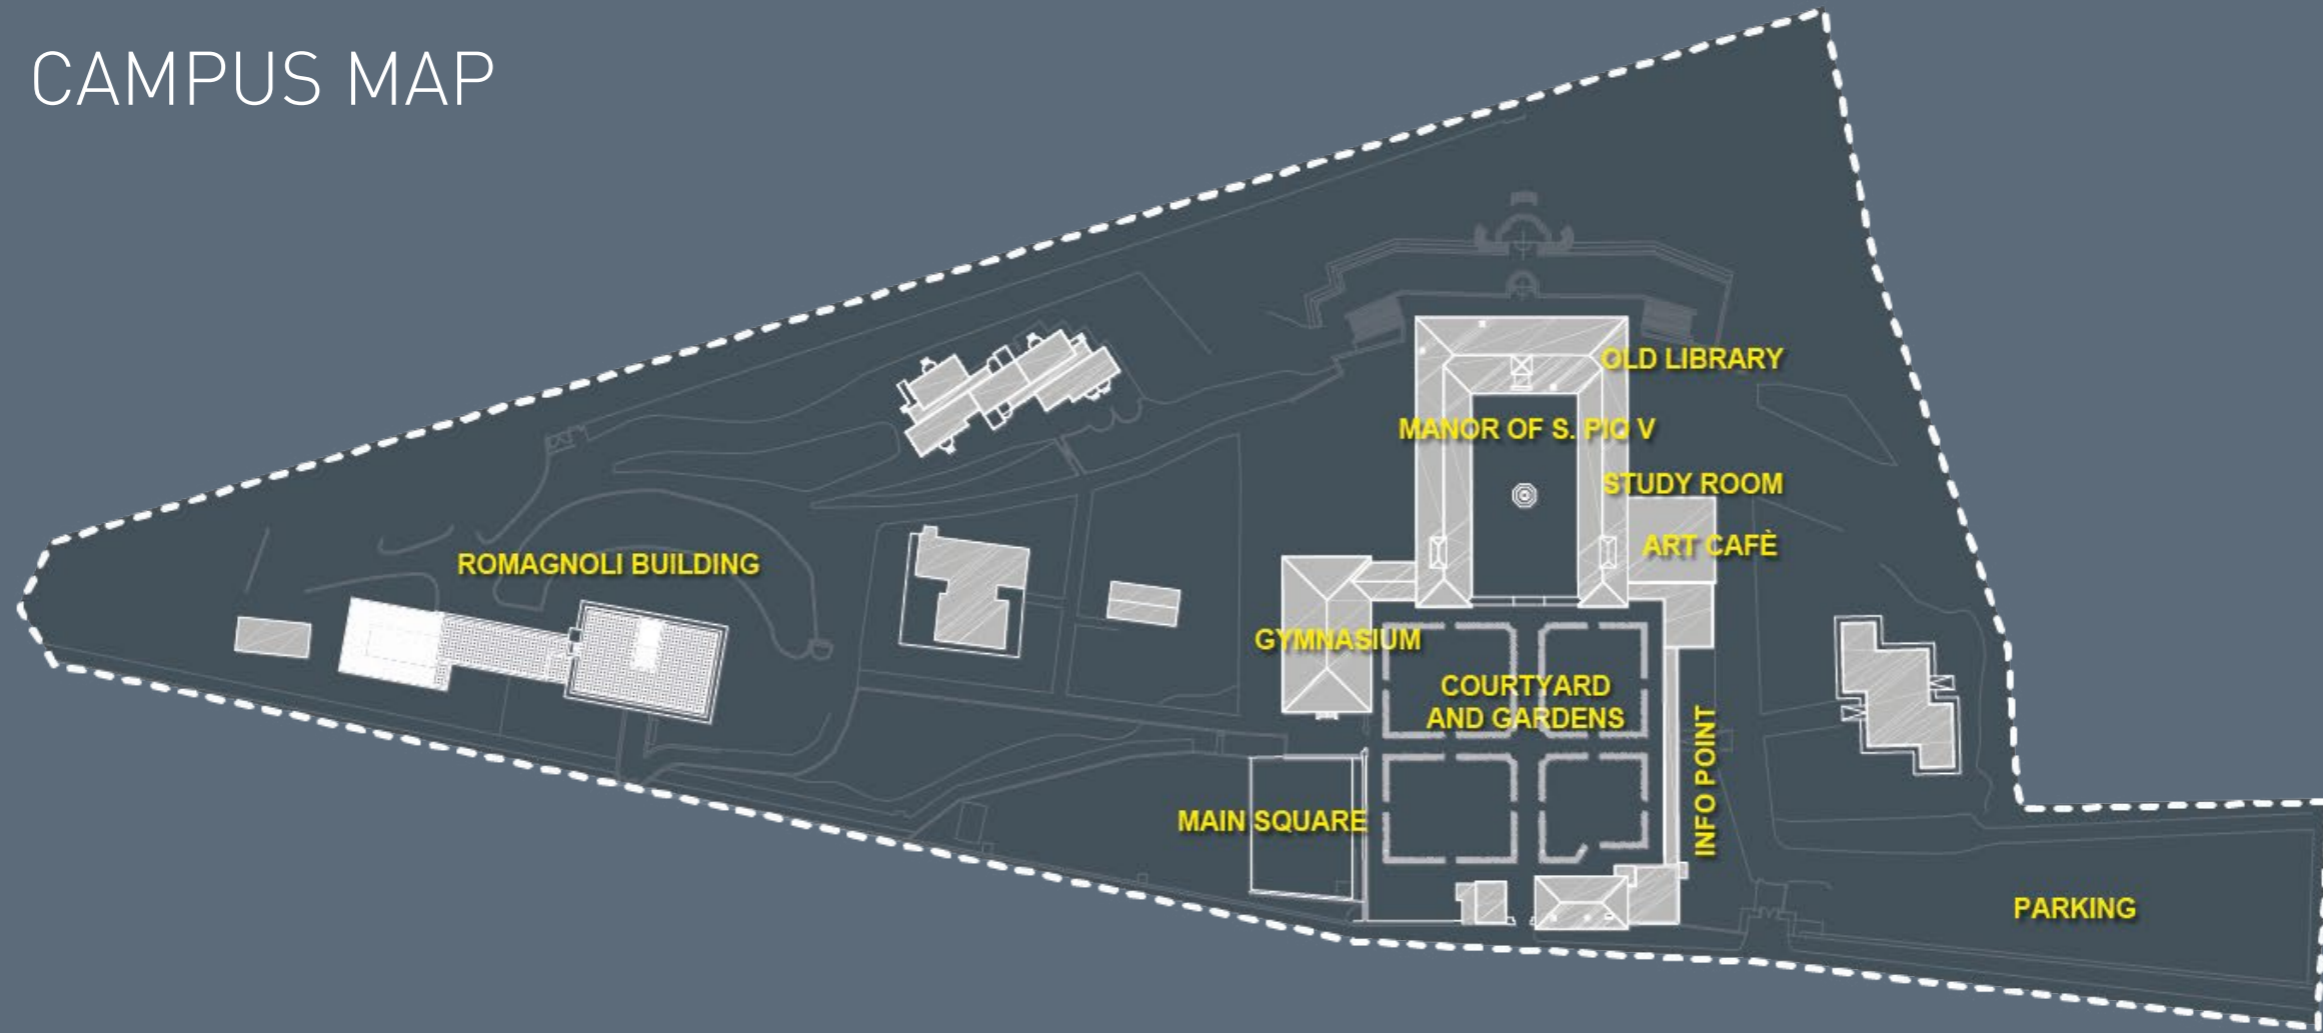 CAMPUS MAP
OLD LIBRARY
MANOR OF S. PIO V
STUDY ROOM
ART CAFÈ
ROMAGNOLI BUILDING
GYMNASIUM
COURTYARD
AND GARDENS
INFO POINT
MAIN SQUARE
PARKING